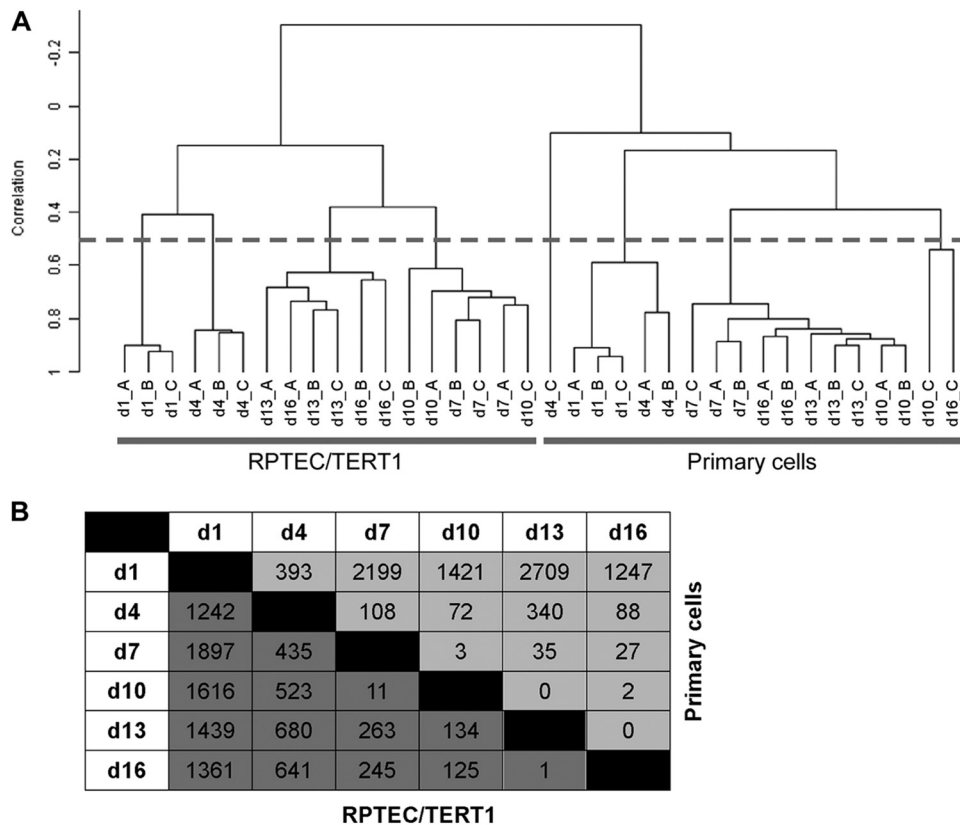 A
-0.2
0
0.2
0.4
0.6
0.8
1
Correlation
d1_A d1_B d1_C d4_A d4_B d4_C d13_A d16_A d13_B d13_C d16_B d16_C d10_B d10_A d7_B d7_C d7_A d10_C d4_C d1_A d1_B d1_C d4_A d4_B d7_C d7_A d7_B d16_A d16_B d13_A d13_B d13_C d10_A d10_B d10_C d16_C
RPTEC/TERT1 Primary cells
B
d1 d4 d7 d10 d13 d16
d1 393 2199 1421 2709 1247
d4 1242 108 72 340 88
d7 1897 435 3 35 27
d10 1616 523 11 0 2
d13 1439 680 263 134 0
d16 1361 641 245 125 1
Primary cells
RPTEC/TERT1